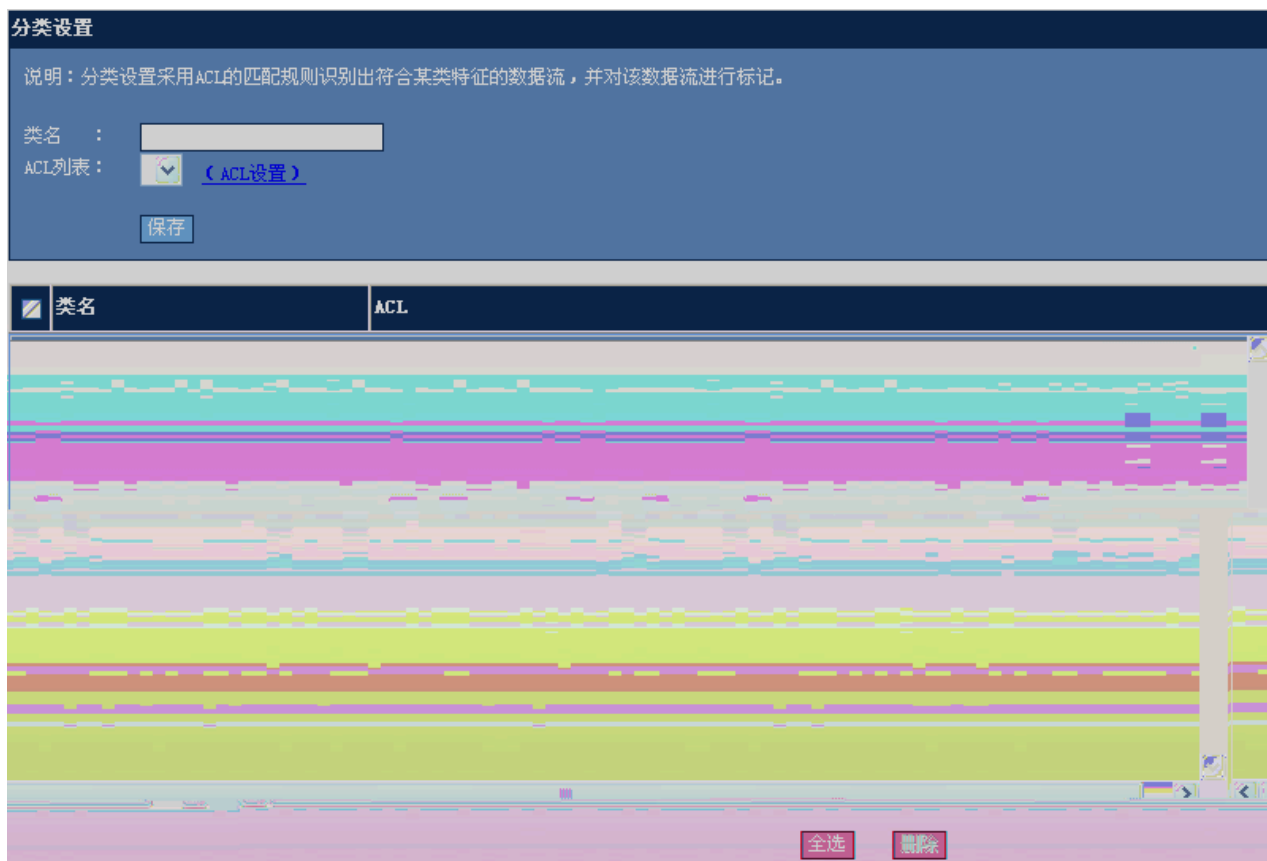 分类设置
说明：分类设置采用ACL的匹配规则识别出符合某类特征的数据流，并对该数据流进行标记。
类名 ：
ACL列表： （ACL设置）
保存
类名 ACL
全选 删除